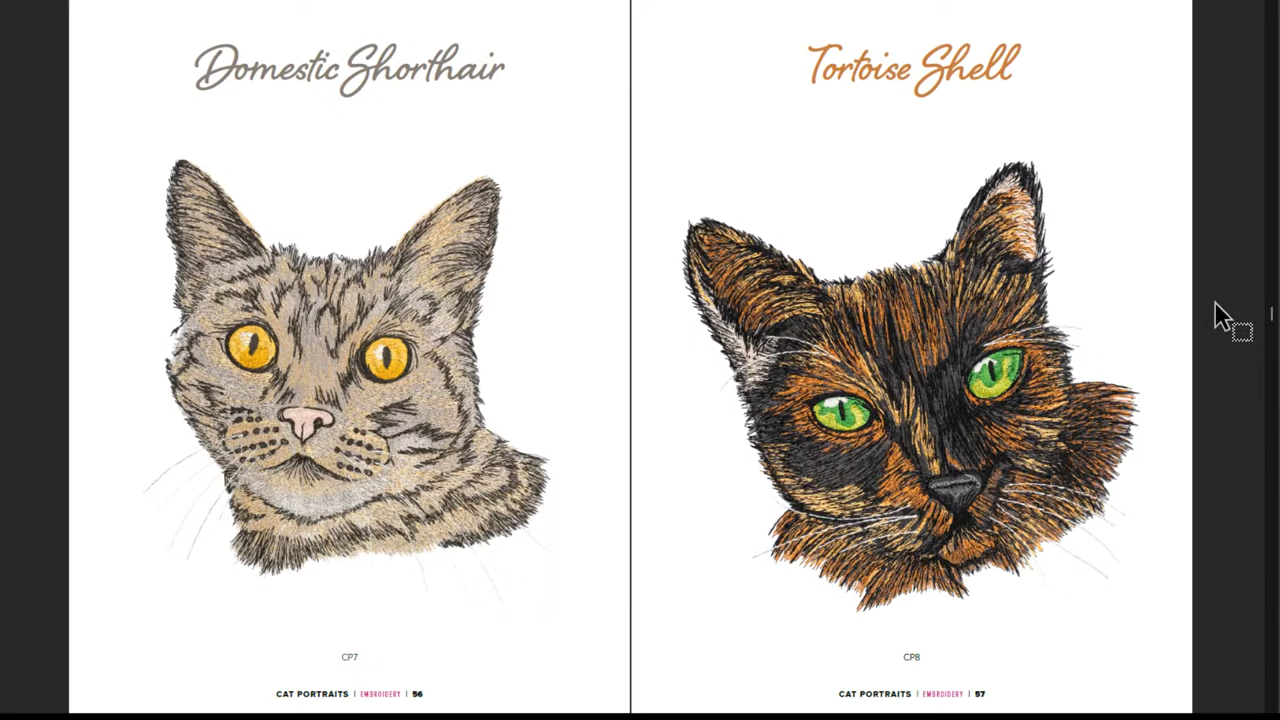 Domestic Shorthair
CP7
CAT PORTRAITS | EMBROIDERY | 56
Tortoise Shell
CP8
CAT PORTRAITS | EMBROIDERY | 57